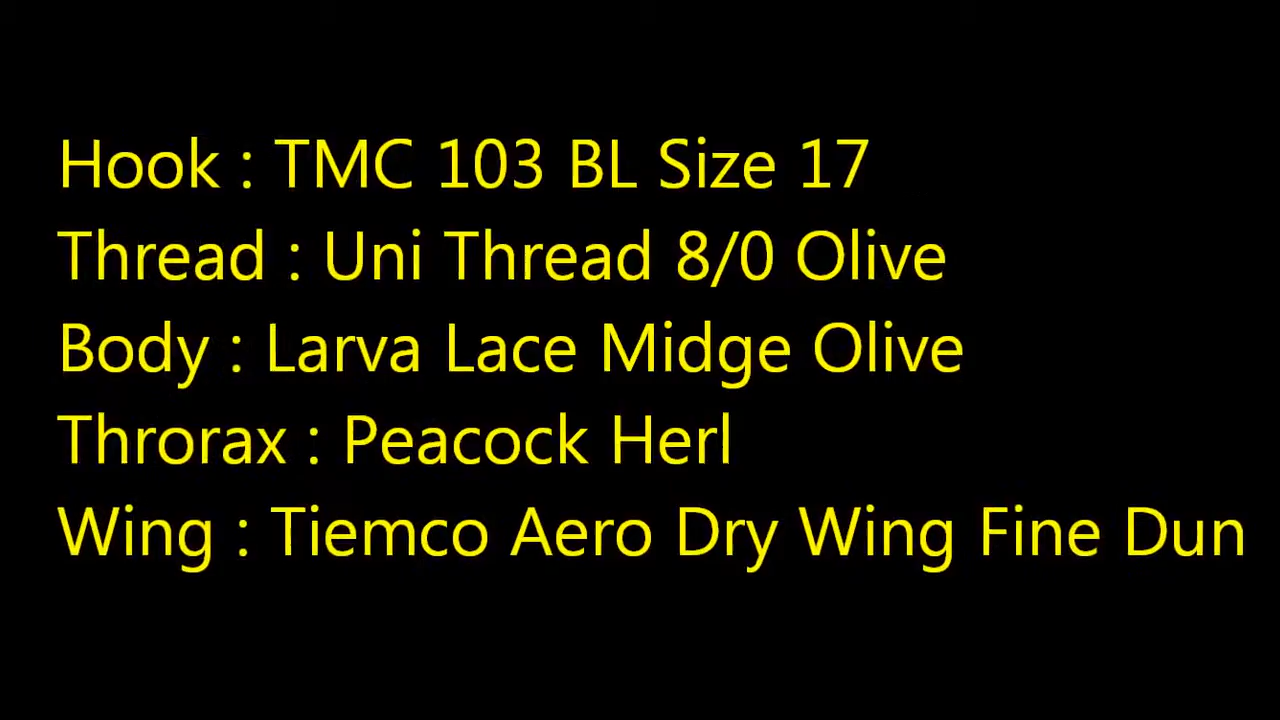 Hook : TMC 103 BL Size 17
Thread : Uni Thread 8/0 Olive
Body : Larva Lace Midge Olive
Throrax : Peacock Herl
Wing : Tiemco Aero Dry Wing Fine Dun